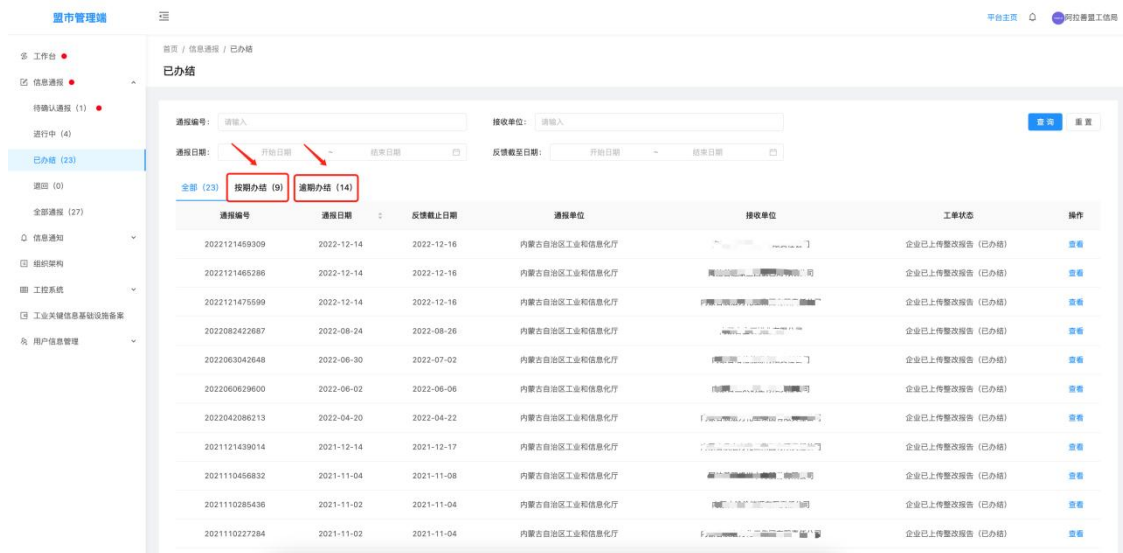 盟市管理端
平台主页
阿拉善盟工信局
工作台
首页 / 信息通报 / 已办结
信息通报
已办结
待确认通报 (1)
进行中 (4)
已办结 (23)
退回 (0)
全部通报 (27)
信息通知
组织架构
工控系统
工业关键信息基础设施备案
用户信息管理
通报编号: 请输入
接收单位: 请输入
查询 重置
通报日期: 开始日期 ~ 结束日期
反馈截至日期: 开始日期 ~ 结束日期
全部 (23) 按期办结 (9) 逾期办结 (14)
通报编号 通报日期 反馈截止日期 通报单位 接收单位 工单状态 操作
2022121459309 2022-12-14 2022-12-16 内蒙古自治区工业和信息化厅 企业已上传整改报告 (已办结) 查看
2022121465286 2022-12-14 2022-12-16 内蒙古自治区工业和信息化厅 企业已上传整改报告 (已办结) 查看
2022121475599 2022-12-14 2022-12-16 内蒙古自治区工业和信息化厅 企业已上传整改报告 (已办结) 查看
2022082422687 2022-08-24 2022-08-26 内蒙古自治区工业和信息化厅 企业已上传整改报告 (已办结) 查看
2022063042648 2022-06-30 2022-07-02 内蒙古自治区工业和信息化厅 企业已上传整改报告 (已办结) 查看
2022060629600 2022-06-02 2022-06-06 内蒙古自治区工业和信息化厅 企业已上传整改报告 (已办结) 查看
2022042086213 2022-04-20 2022-04-22 内蒙古自治区工业和信息化厅 企业已上传整改报告 (已办结) 查看
2021121439014 2021-12-14 2021-12-17 内蒙古自治区工业和信息化厅 企业已上传整改报告 (已办结) 查看
2021110456832 2021-11-04 2021-11-08 内蒙古自治区工业和信息化厅 企业已上传整改报告 (已办结) 查看
2021110285436 2021-11-02 2021-11-04 内蒙古自治区工业和信息化厅 企业已上传整改报告 (已办结) 查看
2021110227284 2021-11-02 2021-11-04 内蒙古自治区工业和信息化厅 企业已上传整改报告 (已办结) 查看